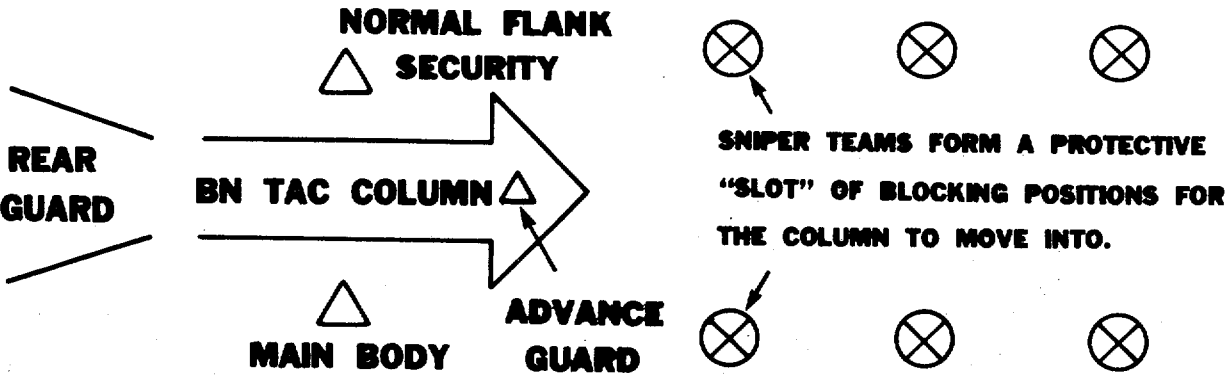 NORMAL FLANK
SECURITY
REAR
GUARD
BN TAC COLUMN
MAIN BODY
ADVANCE
GUARD
SNIPER TEAMS FORM A PROTECTIVE
“SLOT” OF BLOCKING POSITIONS FOR
THE COLUMN TO MOVE INTO.